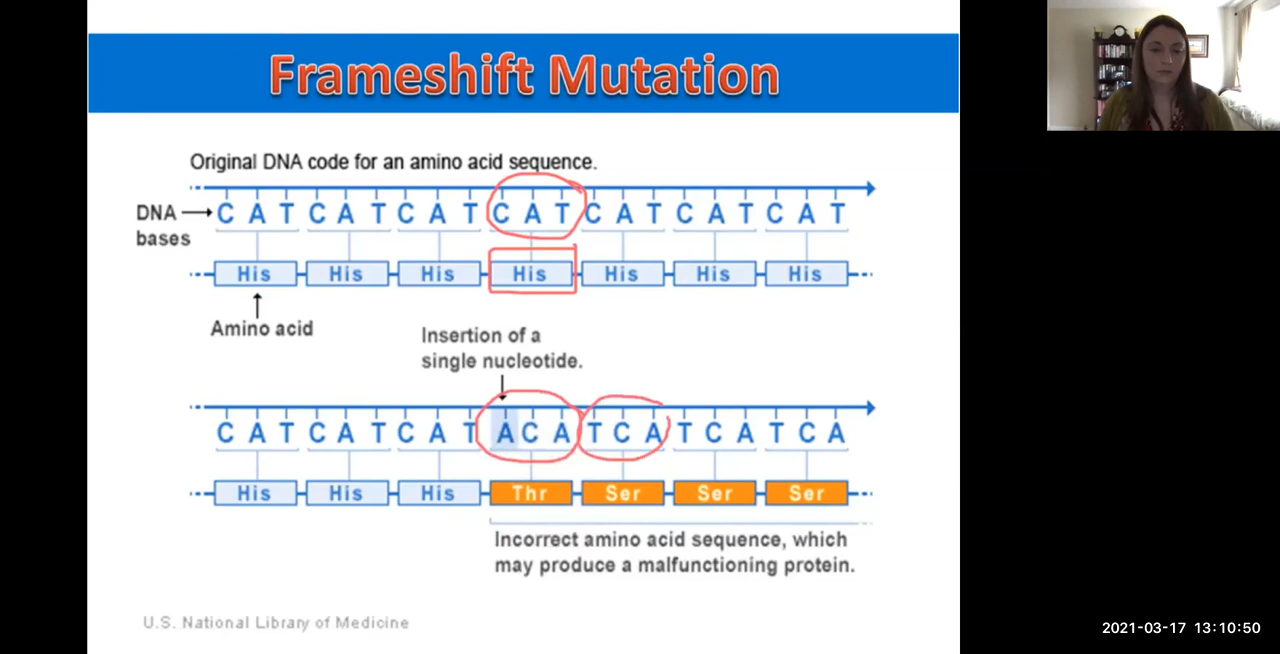 Frameshift Mutation
Original DNA code for an amino acid sequence.
DNA
bases
C A T C A T C A T C A T C A T C A T C A T
His His His His His His His
Amino acid
Insertion of a
single nucleotide.
C A T C A T C A T A C A T C A T C A T C A
His His His Thr Ser Ser Ser
Incorrect amino acid sequence, which
may produce a malfunctioning protein.
U.S. National Library of Medicine
2021-03-17 13:10:50